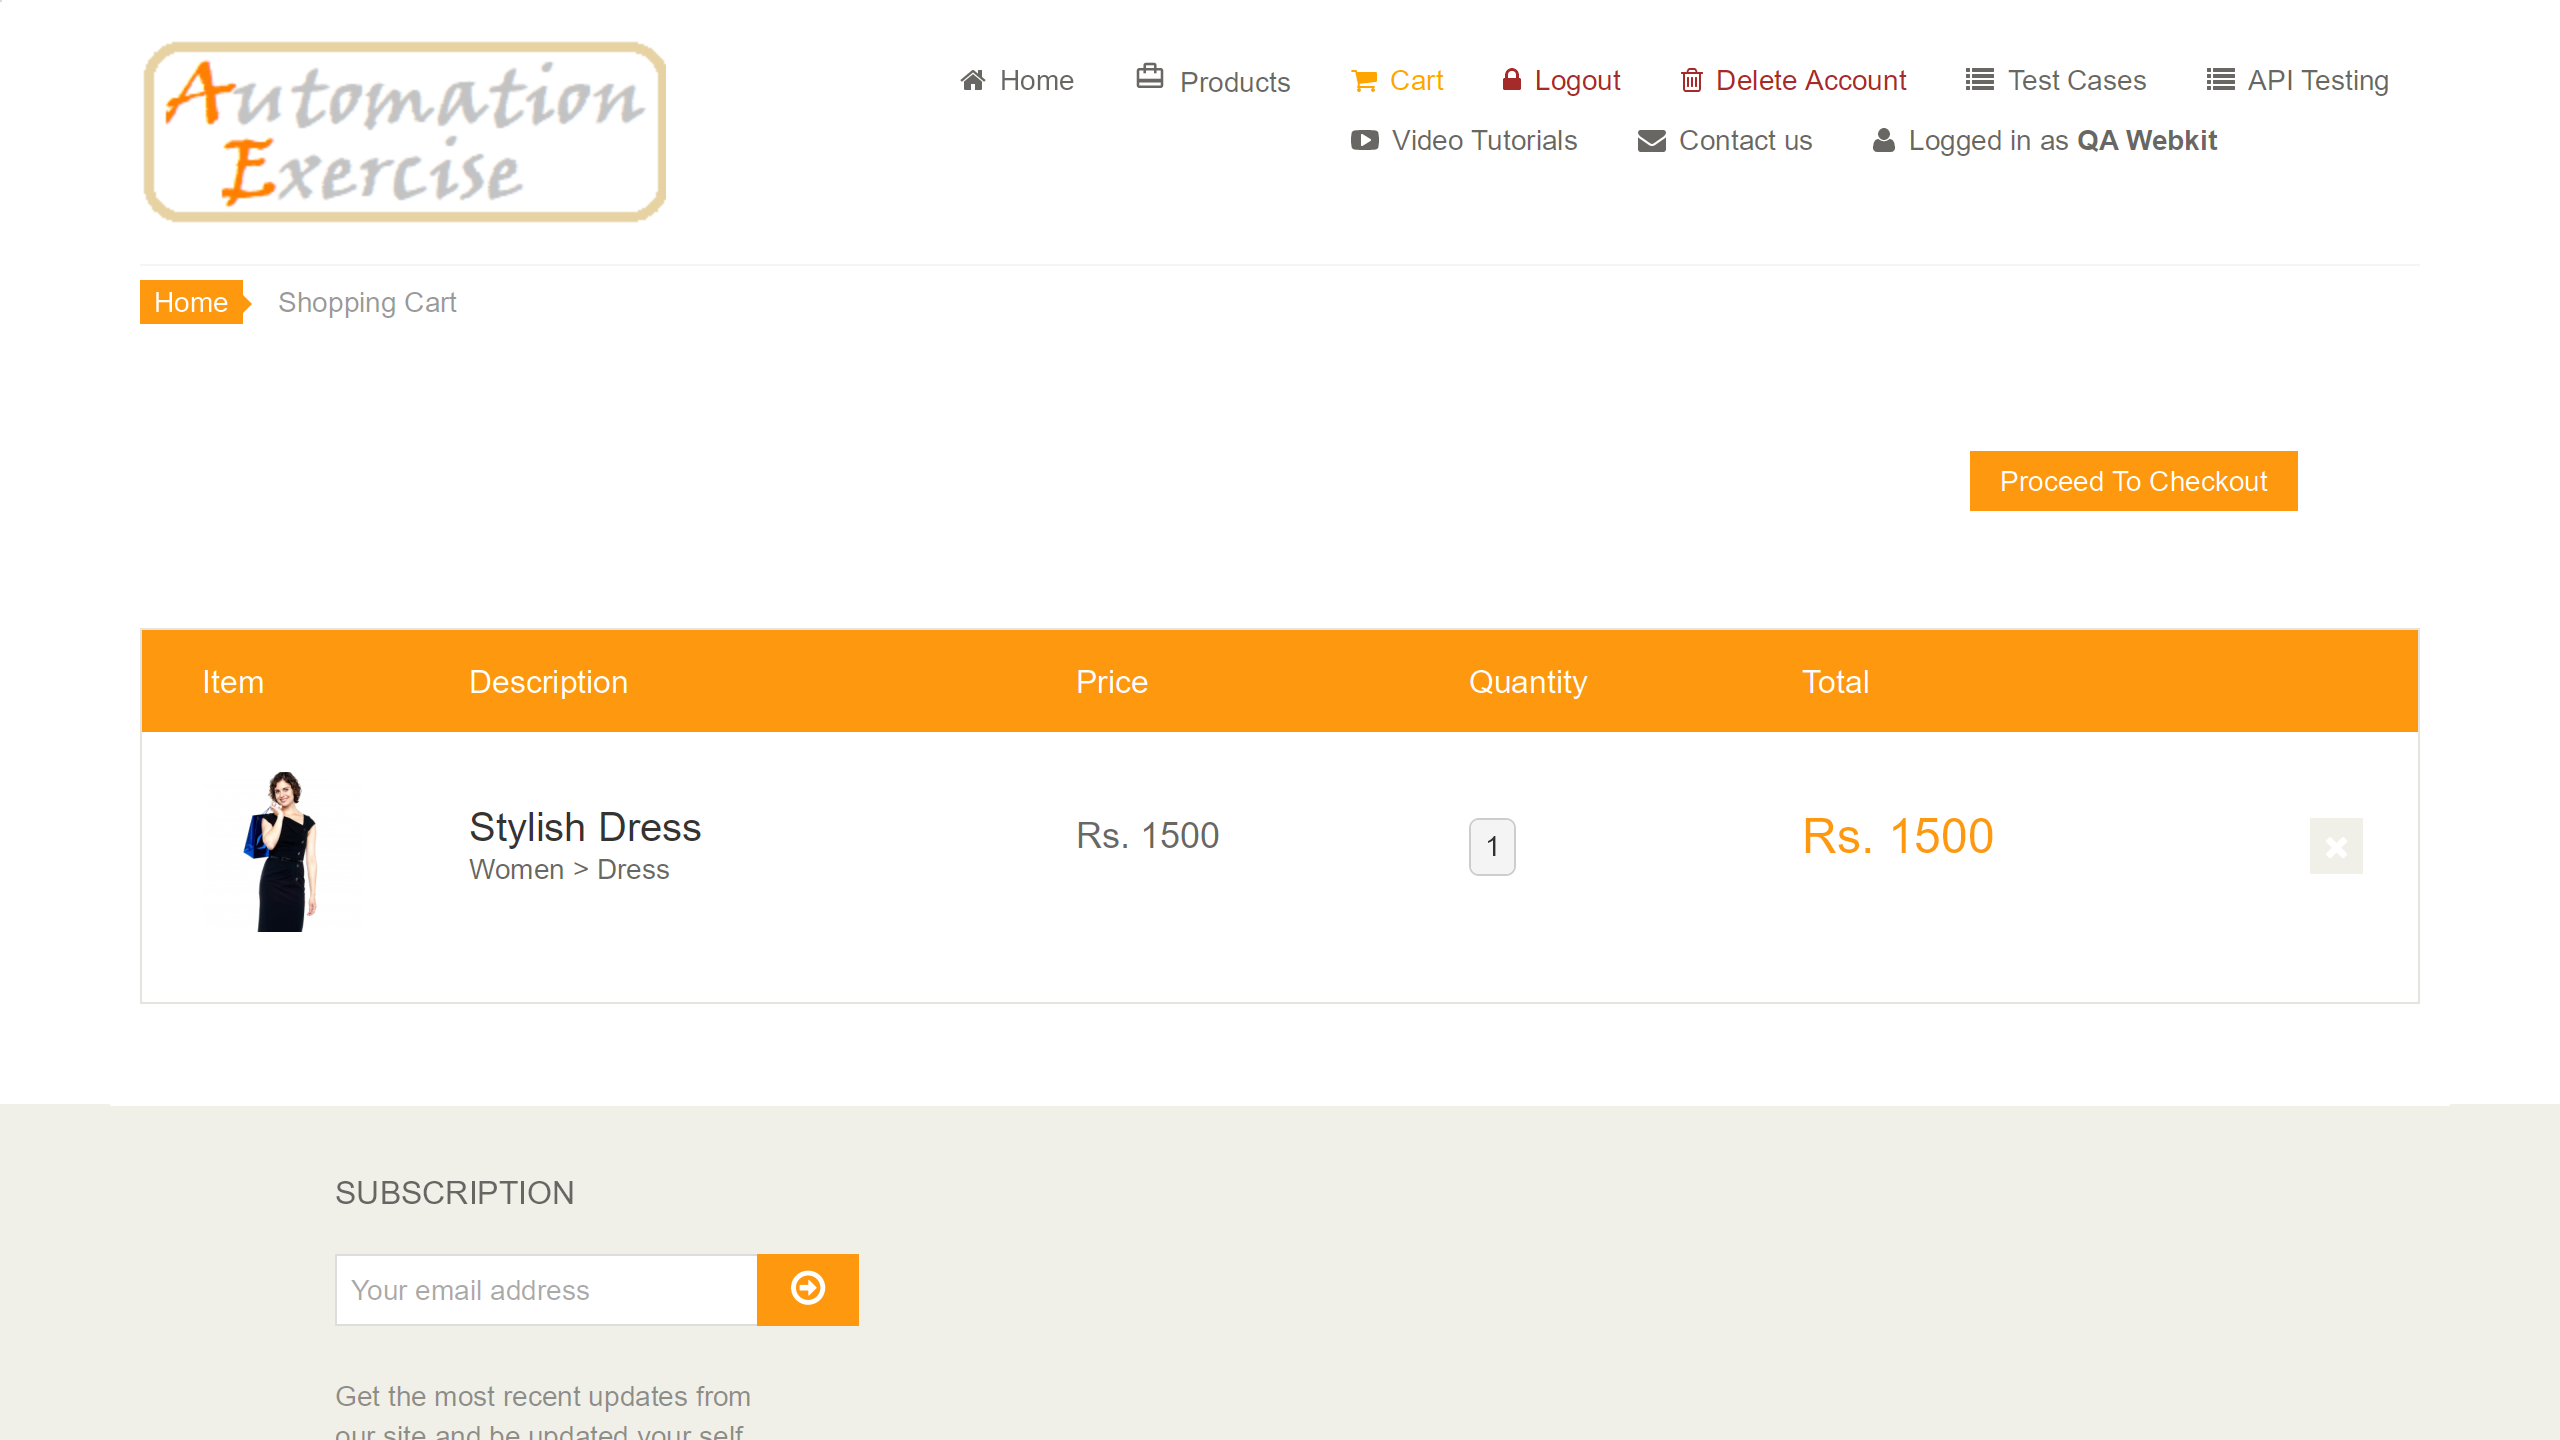 Automation
Exercise
Home Products Cart Logout Delete Account Test Cases API Testing
Video Tutorials Contact us Logged in as QA Webkit
Home Shopping Cart
Proceed To Checkout
Item Description Price Quantity Total
Stylish Dress Rs. 1500 1 Rs. 1500
Women > Dress
SUBSCRIPTION
Your email address
Get the most recent updates from
our site and be updated your self